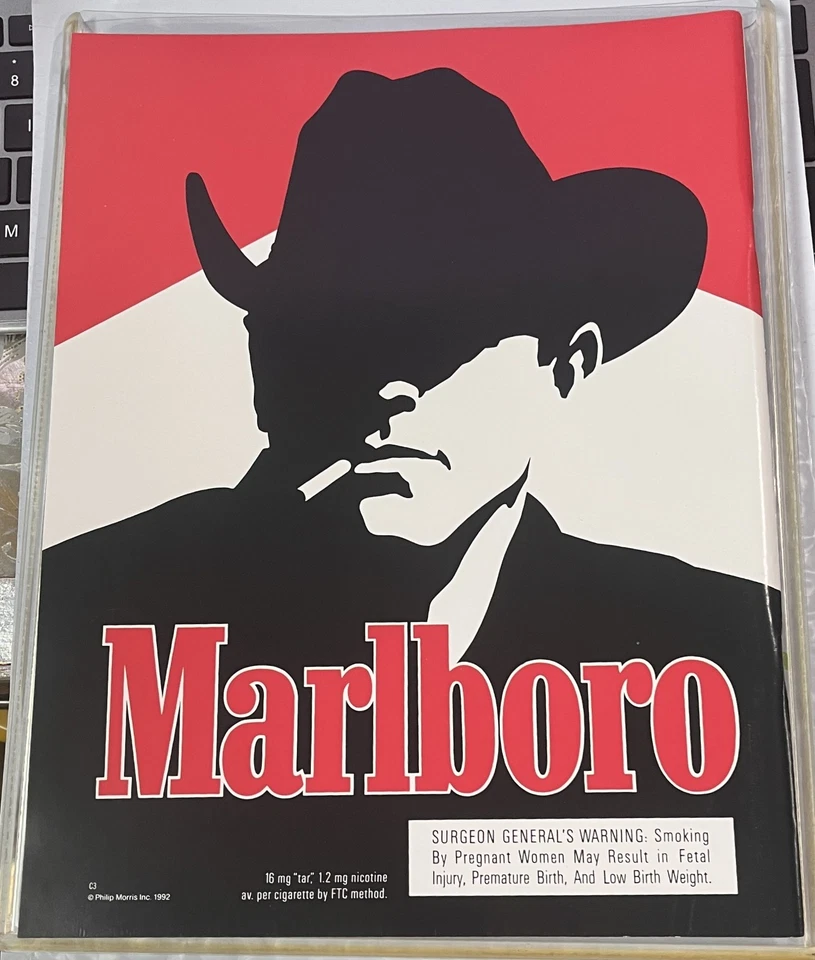 8
M
Marlboro
SURGEON GENERAL'S WARNING: Smoking
By Pregnant Women May Result in Fetal
Injury, Premature Birth, And Low Birth Weight.
16 mg "tar," 1.2 mg nicotine
av. per cigarette by FTC method.
C3
© Philip Morris Inc. 1992